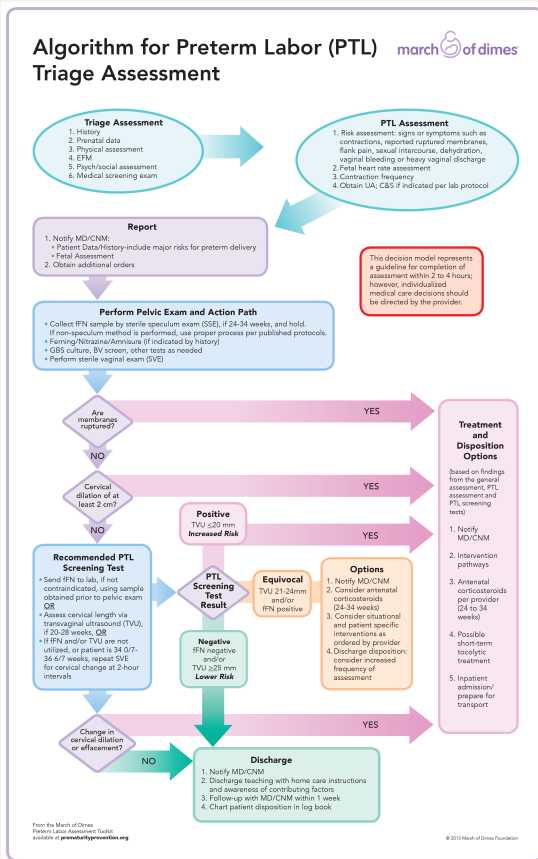 Algorithm for Preterm Labor (PTL)
Triage Assessment
march of dimes
Triage Assessment
1. History
2. Prenatal data
3. Physical assessment
4. EFM
5. Psych/social assessment
6. Medical screening exam
PTL Assessment
1. Risk assessment: signs or symptoms such as
contractions, reported ruptured membranes,
flank pain, sexual intercourse, dehydration,
vaginal bleeding or heavy vaginal discharge
2. Fetal heart rate assessment
3. Contraction frequency
4. Obtain UA; C&S if indicated per lab protocol
Report
1. Notify MD/CNM:
• Patient Data/History-include major risks for preterm delivery
• Fetal Assessment
2. Obtain additional orders
This decision model represents
a guideline for completion of
assessment within 2 to 4 hours;
however, individualized
medical care decisions should
be directed by the provider.
Perform Pelvic Exam and Action Path
• Collect fFN sample by sterile speculum exam (SSE), if 24-34 weeks, and hold.
If non-speculum method is performed, use proper process per published protocols.
• Ferning/Nitrazine/Amnisure (if indicated by history)
• GBS culture, BV screen, other tests as needed
• Perform sterile vaginal exam (SVE)
Are
membranes
ruptured?
YES
NO
Cervical
dilation of at
least 2 cm?
YES
NO
Treatment
and
Disposition
Options
(based on findings
from the general
assessment, PTL
assessment and
PTL screening
tests)
1. Notify
MD/CNM
2. Intervention
pathways
3. Antenatal
corticosteroids
per provider
(24 to 34
weeks)
4. Possible
short-term
tocolytic
treatment
5. Inpatient
admission/
prepare for
transport
Positive
TVU ≤20 mm
Increased Risk
YES
Recommended PTL
Screening Test
• Send fFN to lab, if not
contraindicated, using sample
obtained prior to pelvic exam
OR
• Assess cervical length via
transvaginal ultrasound (TVU),
if 20-28 weeks, OR
• If fFN and/or TVU are not
utilized, or patient is 34 0/7-
36 6/7 weeks, repeat SVE
for cervical change at 2-hour
intervals
PTL
Screening
Test
Result
Equivocal
TVU 21-24mm
and/or
fFN positive
Options
1. Notify MD/CNM
2. Consider antenatal
corticosteroids
(24-34 weeks)
3. Consider situational
and patient specific
interventions as
ordered by provider
4. Discharge disposition:
consider increased
frequency of
assessment
Negative
fFN negative
and/or
TVU ≥25 mm
Lower Risk
Change in
cervical dilation
or effacement?
YES
NO
Discharge
1. Notify MD/CNM
2. Discharge teaching with home care instructions
and awareness of contributing factors
3. Follow-up with MD/CNM within 1 week
4. Chart patient disposition in log book
From the March of Dimes
Preterm Labor Assessment Toolkit
available at prematurityprevention.org
© 2013 March of Dimes Foundation